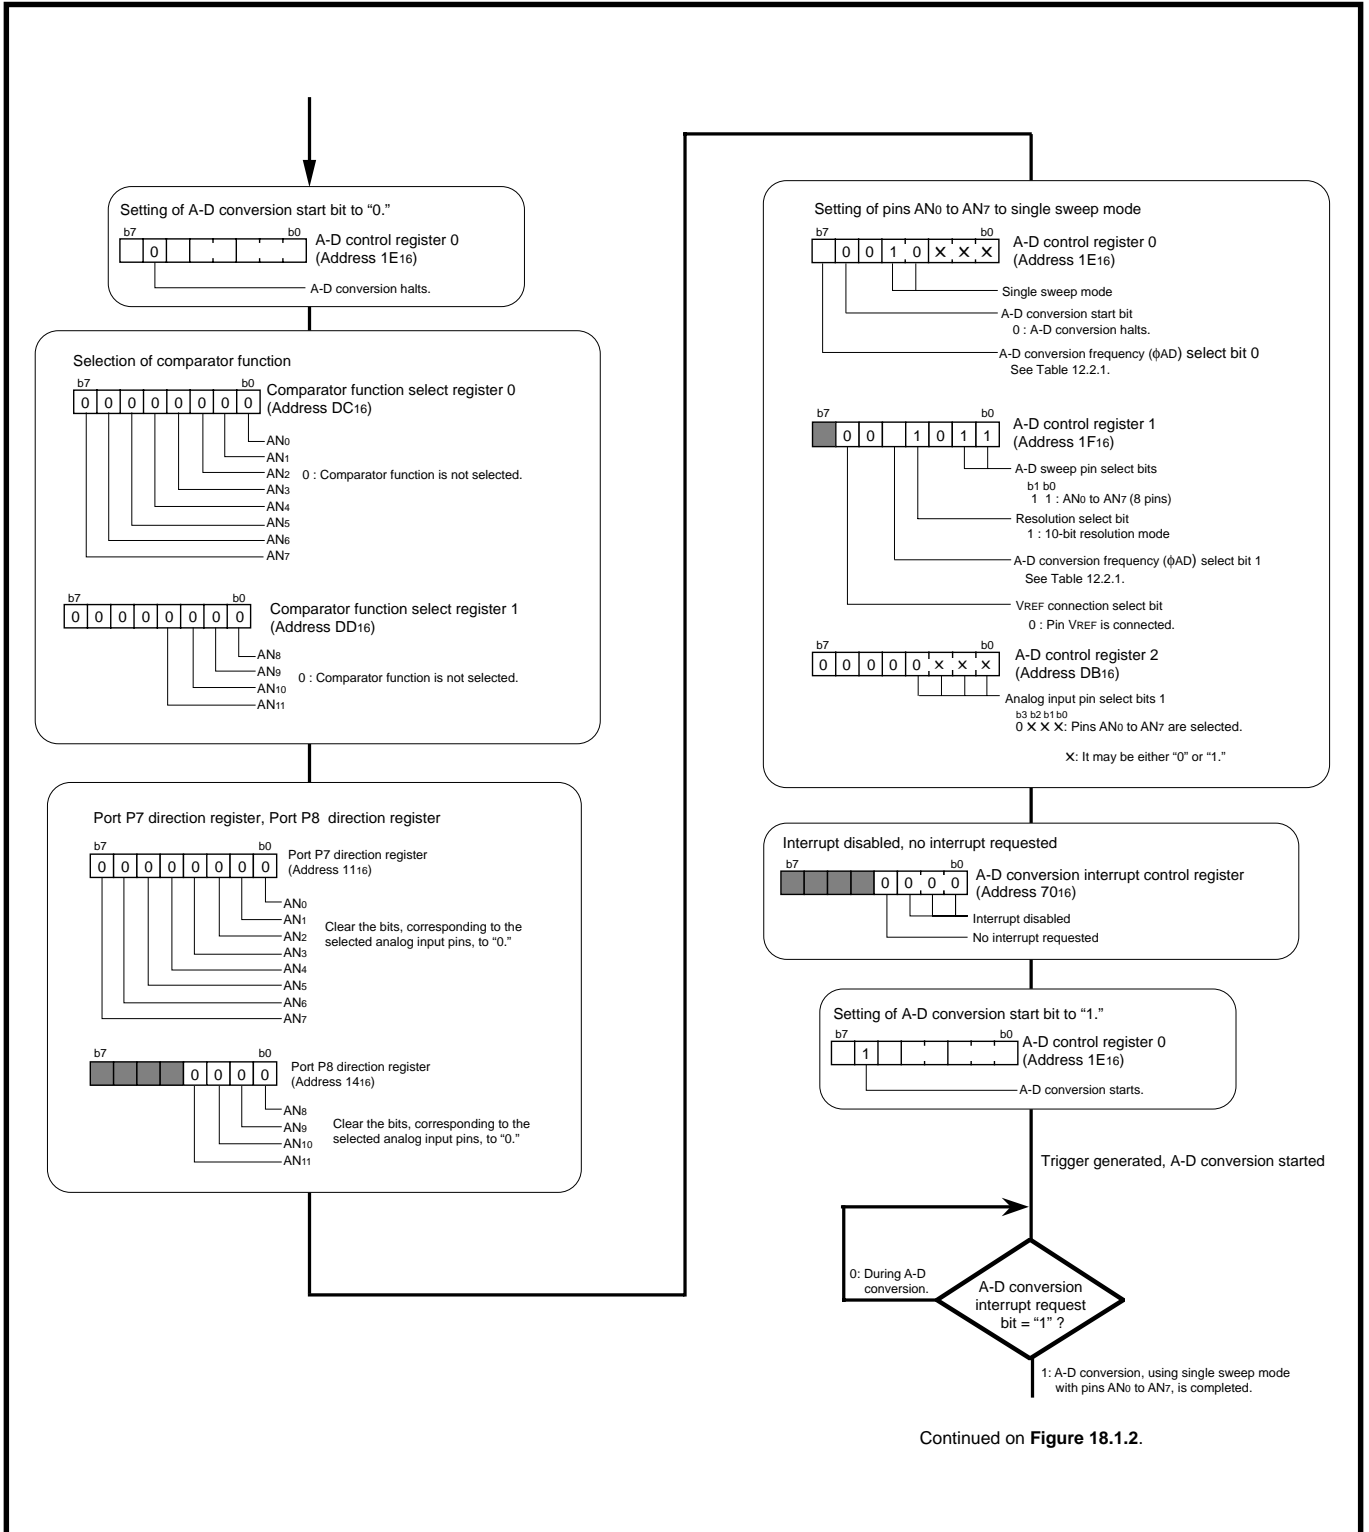 Setting of A-D conversion start bit to “0.”
b7 b0
0
A-D control register 0
(Address 1E16)
A-D conversion halts.
Selection of comparator function
b7 b0
0 0 0 0 0 0 0 0
Comparator function select register 0
(Address DC16)
AN0
AN1
AN2 0 : Comparator function is not selected.
AN3
AN4
AN5
AN6
AN7
b7 b0
0 0 0 0 0 0 0 0
Comparator function select register 1
(Address DD16)
AN8
AN9
0 : Comparator function is not selected.
AN10
AN11
Port P7 direction register, Port P8 direction register
b7 b0
0 0 0 0 0 0 0 0
Port P7 direction register
(Address 1116)
AN0
AN1
AN2
AN3
AN4
AN5
AN6
AN7
Clear the bits, corresponding to the
selected analog input pins, to “0.”
b7 b0
0 0 0 0
Port P8 direction register
(Address 1416)
AN8
AN9
AN10
AN11
Clear the bits, corresponding to the
selected analog input pins, to “0.”
Setting of pins AN0 to AN7 to single sweep mode
b7 b0
0 0 1 0 × × ×
A-D control register 0
(Address 1E16)
Single sweep mode
A-D conversion start bit
0 : A-D conversion halts.
A-D conversion frequency (ϕAD) select bit 0
See Table 12.2.1.
b7 b0
0 0 1 0 1 1
A-D control register 1
(Address 1F16)
A-D sweep pin select bits
b1 b0
1 1 : AN0 to AN7 (8 pins)
Resolution select bit
1 : 10-bit resolution mode
A-D conversion frequency (ϕAD) select bit 1
See Table 12.2.1.
VREF connection select bit
0 : Pin VREF is connected.
b7 b0
0 0 0 0 0 × × ×
A-D control register 2
(Address DB16)
Analog input pin select bits 1
b3 b2 b1 b0
0 × × ×: Pins AN0 to AN7 are selected.
×: It may be either “0” or “1.”
Interrupt disabled, no interrupt requested
b7 b0
0 0 0 0
A-D conversion interrupt control register
(Address 7016)
Interrupt disabled
No interrupt requested
Setting of A-D conversion start bit to “1.”
b7 b0
1
A-D control register 0
(Address 1E16)
A-D conversion starts.
Trigger generated, A-D conversion started
0: During A-D
conversion.
A-D conversion
interrupt request
bit = “1” ?
1: A-D conversion, using single sweep mode
with pins AN0 to AN7, is completed.
Continued on Figure 18.1.2.